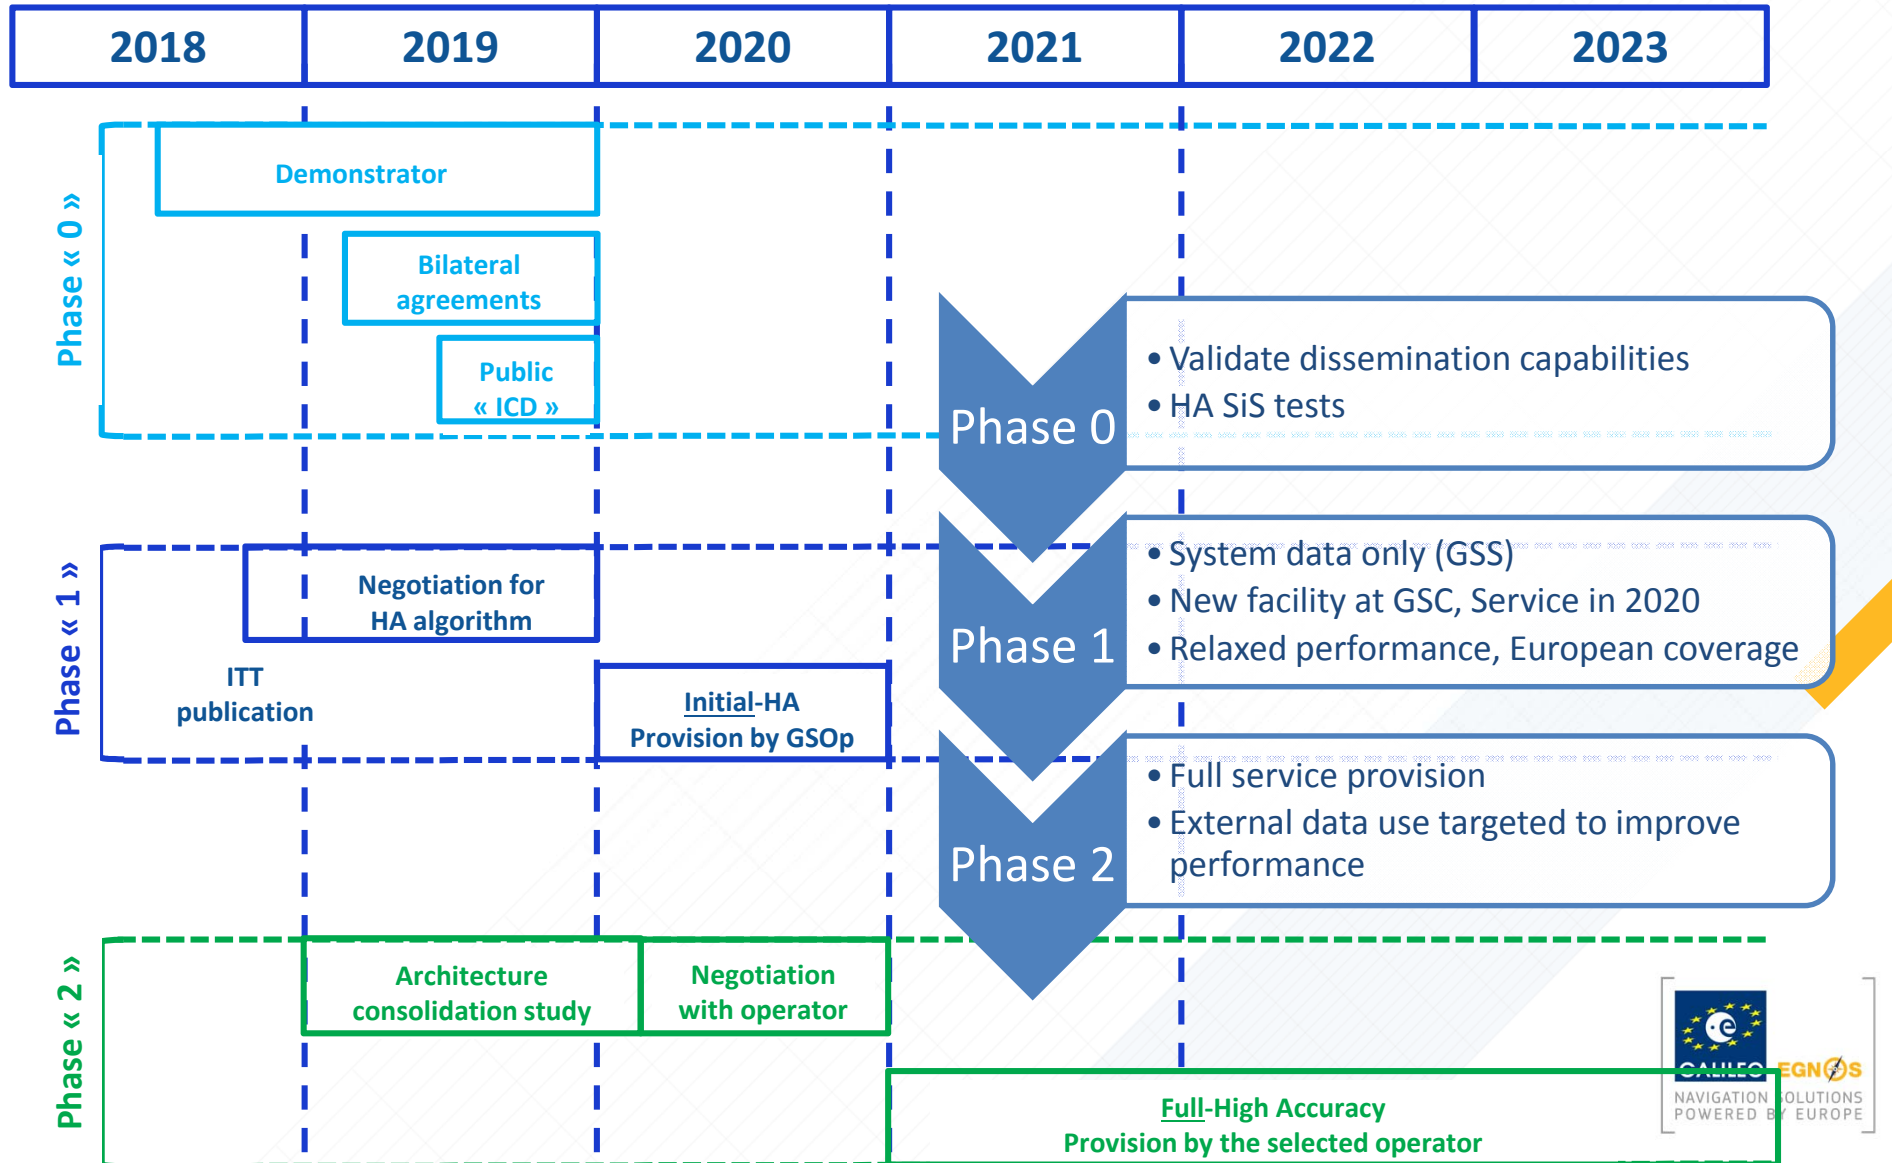 2018 2019 2020 2021 2022 2023
Phase « 0 »
Demonstrator
Bilateral
agreements
Public
« ICD »
Phase 0
• Validate dissemination capabilities
• HA SiS tests
Phase « 1 »
Negotiation for
HA algorithm
ITT
publication
Initial-HA
Provision by GSOp
Phase 1
• System data only (GSS)
• New facility at GSC, Service in 2020
• Relaxed performance, European coverage
Phase 2
• Full service provision
• External data use targeted to improve
performance
Phase « 2 »
Architecture
consolidation study
Negotiation
with operator
Full-High Accuracy
Provision by the selected operator
GALILEO EGNOS
NAVIGATION SOLUTIONS
POWERED BY EUROPE